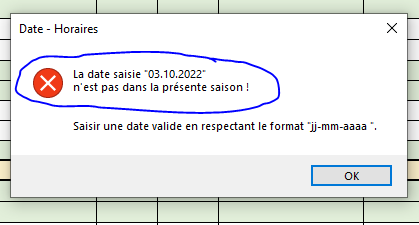 Date - Horaires
La date saisie "03.10.2022"
n'est pas dans la présente saison !
Saisir une date valide en respectant le format "jj-mm-aaaa ".
OK